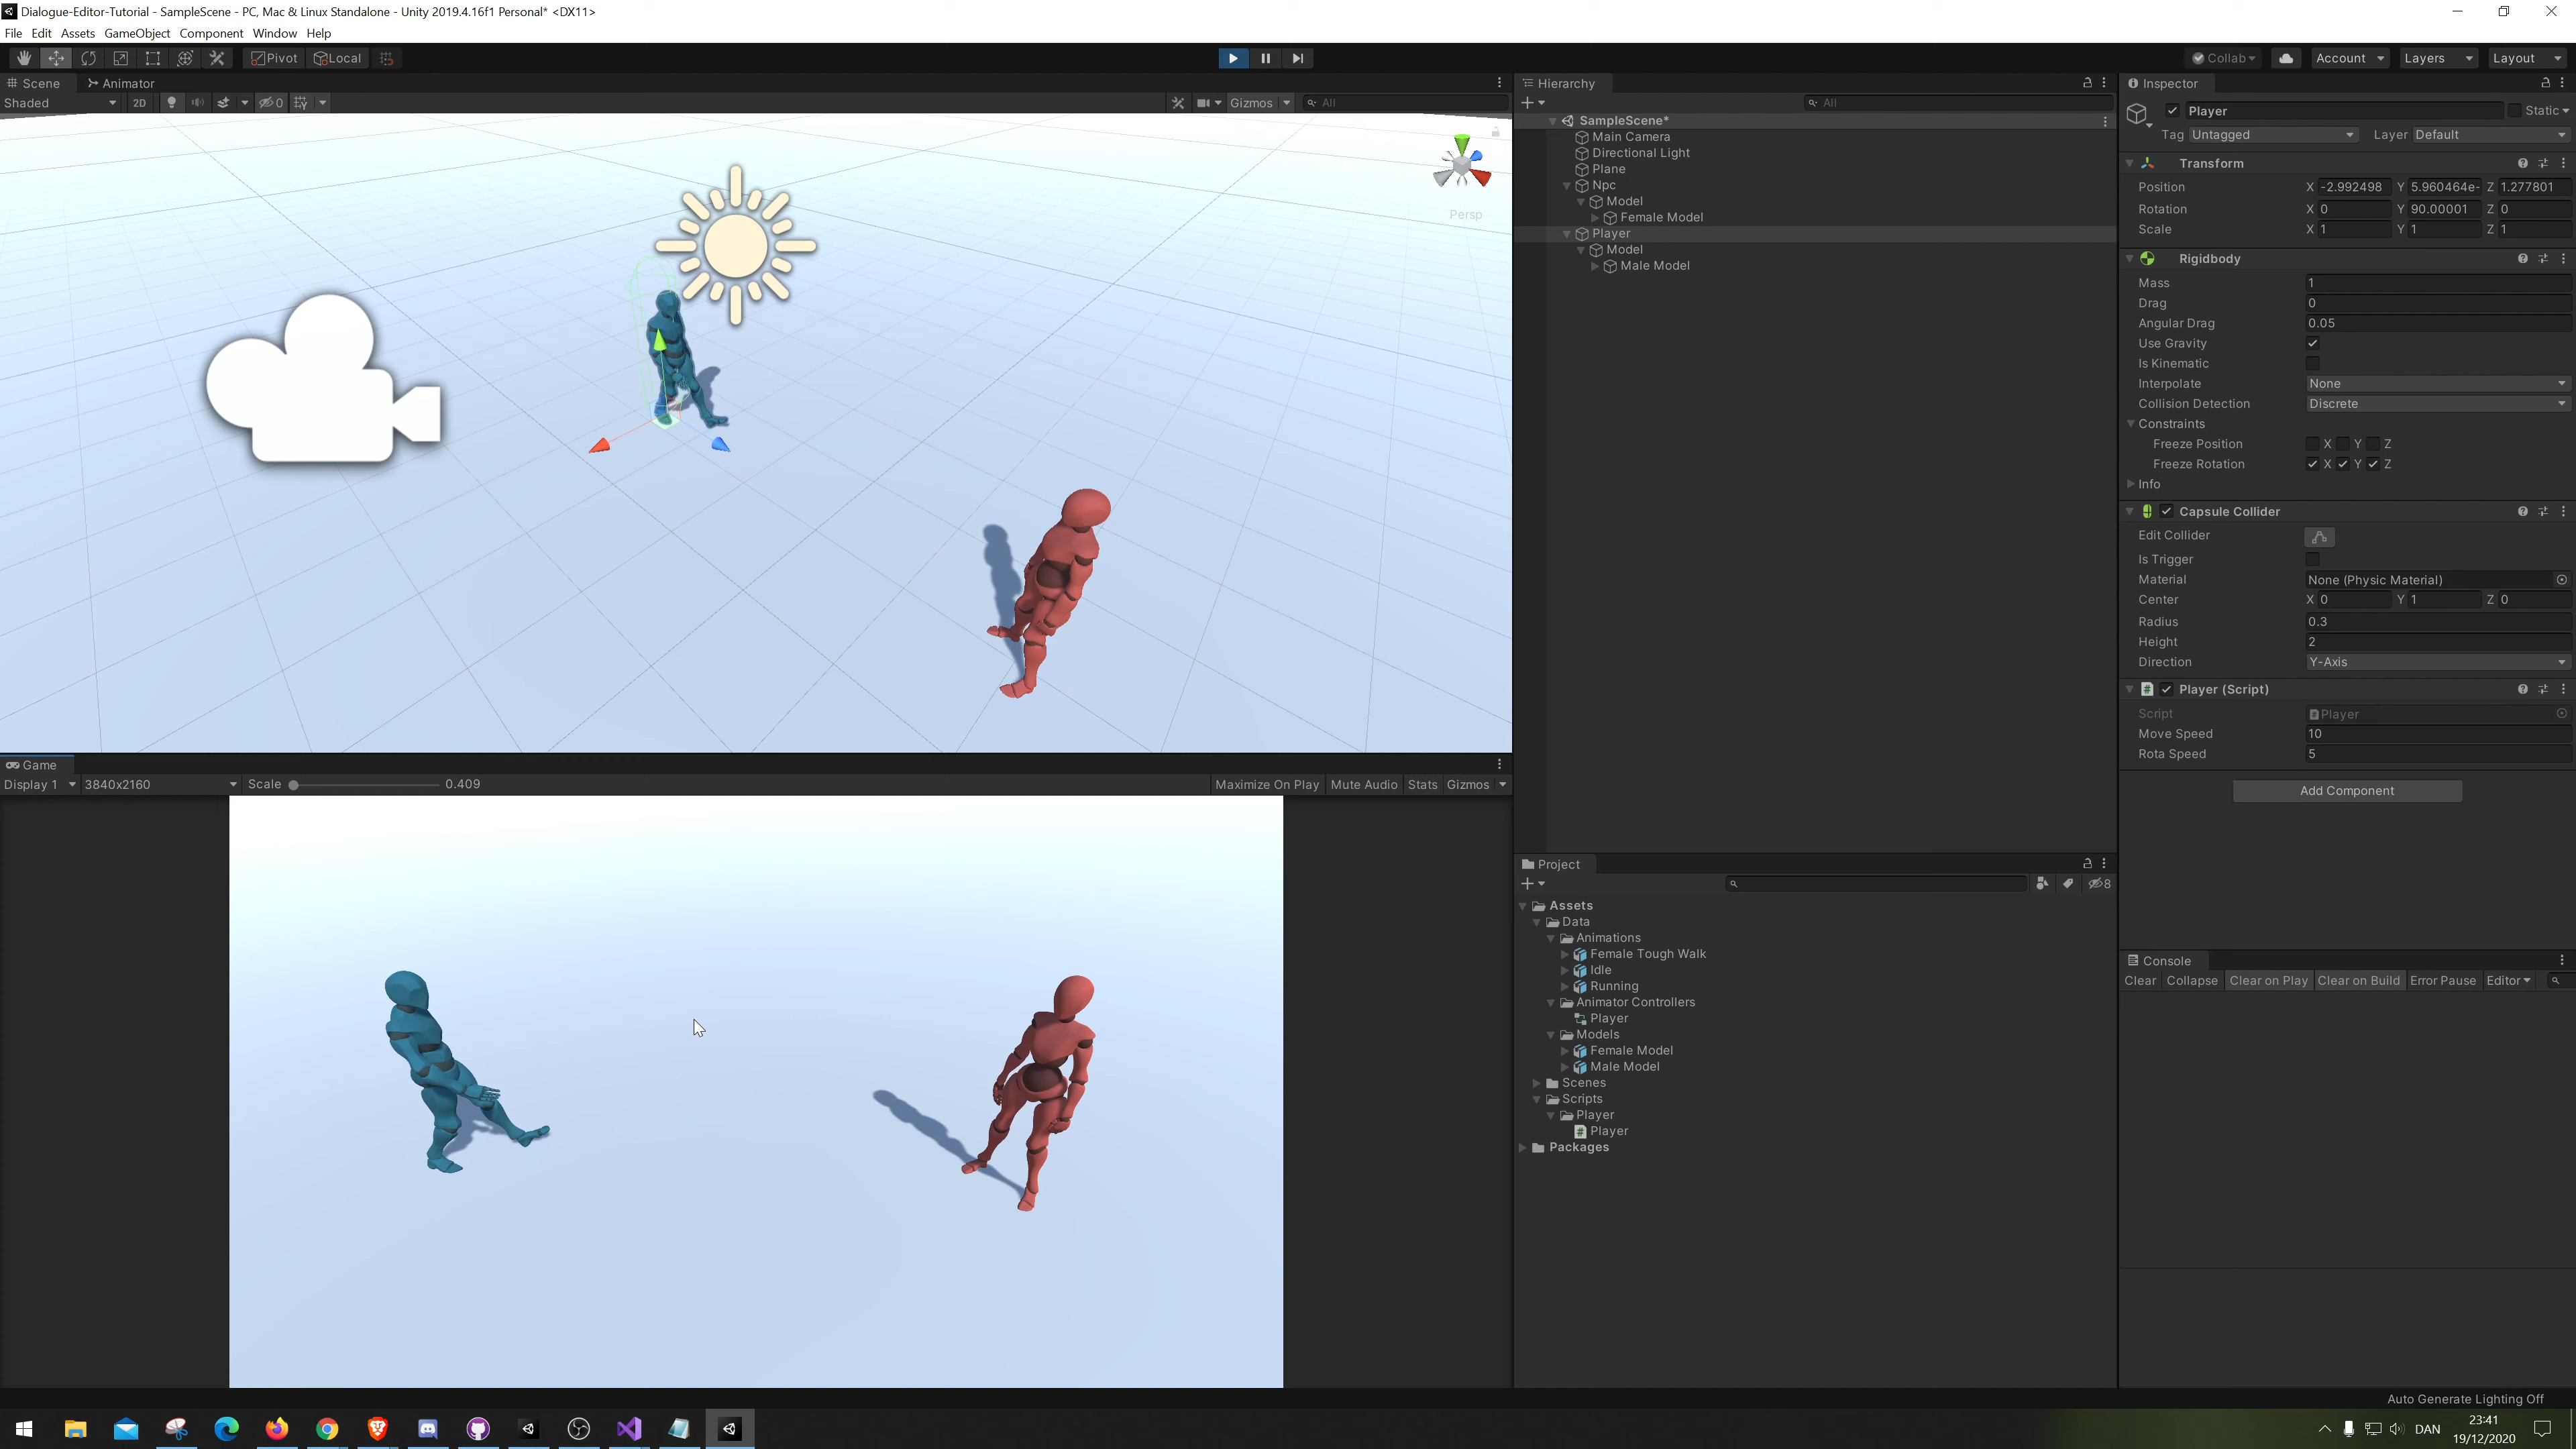 Dialogue-Editor-Tutorial - SampleScene - PC, Mac & Linux Standalone - Unity 2019.4.16f1 Personal* <DX11>
File Edit Assets GameObject Component Window Help
Pivot Local Collab Account Layers Layout
Scene Animator
Shaded 2D 0 Gizmos All
Persp
Game
Display 1 3840x2160 Scale 0.409 Maximize On Play Mute Audio Stats Gizmos
Hierarchy
All
SampleScene*
Main Camera
Directional Light
Plane
Npc
Model
Female Model
Player
Model
Male Model
Project
8
Assets
Data
Animations
Female Tough Walk
Idle
Running
Animator Controllers
Player
Models
Female Model
Male Model
Scenes
Scripts
Player
Player
Packages
Inspector
Player Static
Tag Untagged Layer Default
Transform
Position X -2.992498 Y 5.960464e- Z 1.277801
Rotation X 0 Y 90.00001 Z 0
Scale X 1 Y 1 Z 1
Rigidbody
Mass 1
Drag 0
Angular Drag 0.05
Use Gravity
Is Kinematic
Interpolate None
Collision Detection Discrete
Constraints
Freeze Position X Y Z
Freeze Rotation X Y Z
Info
Capsule Collider
Edit Collider
Is Trigger
Material None (Physic Material)
Center X 0 Y 1 Z 0
Radius 0.3
Height 2
Direction Y-Axis
Player (Script)
Script Player
Move Speed 10
Rota Speed 5
Add Component
Console
Clear Collapse Clear on Play Clear on Build Error Pause Editor
Auto Generate Lighting Off
DAN 23:41
19/12/2020